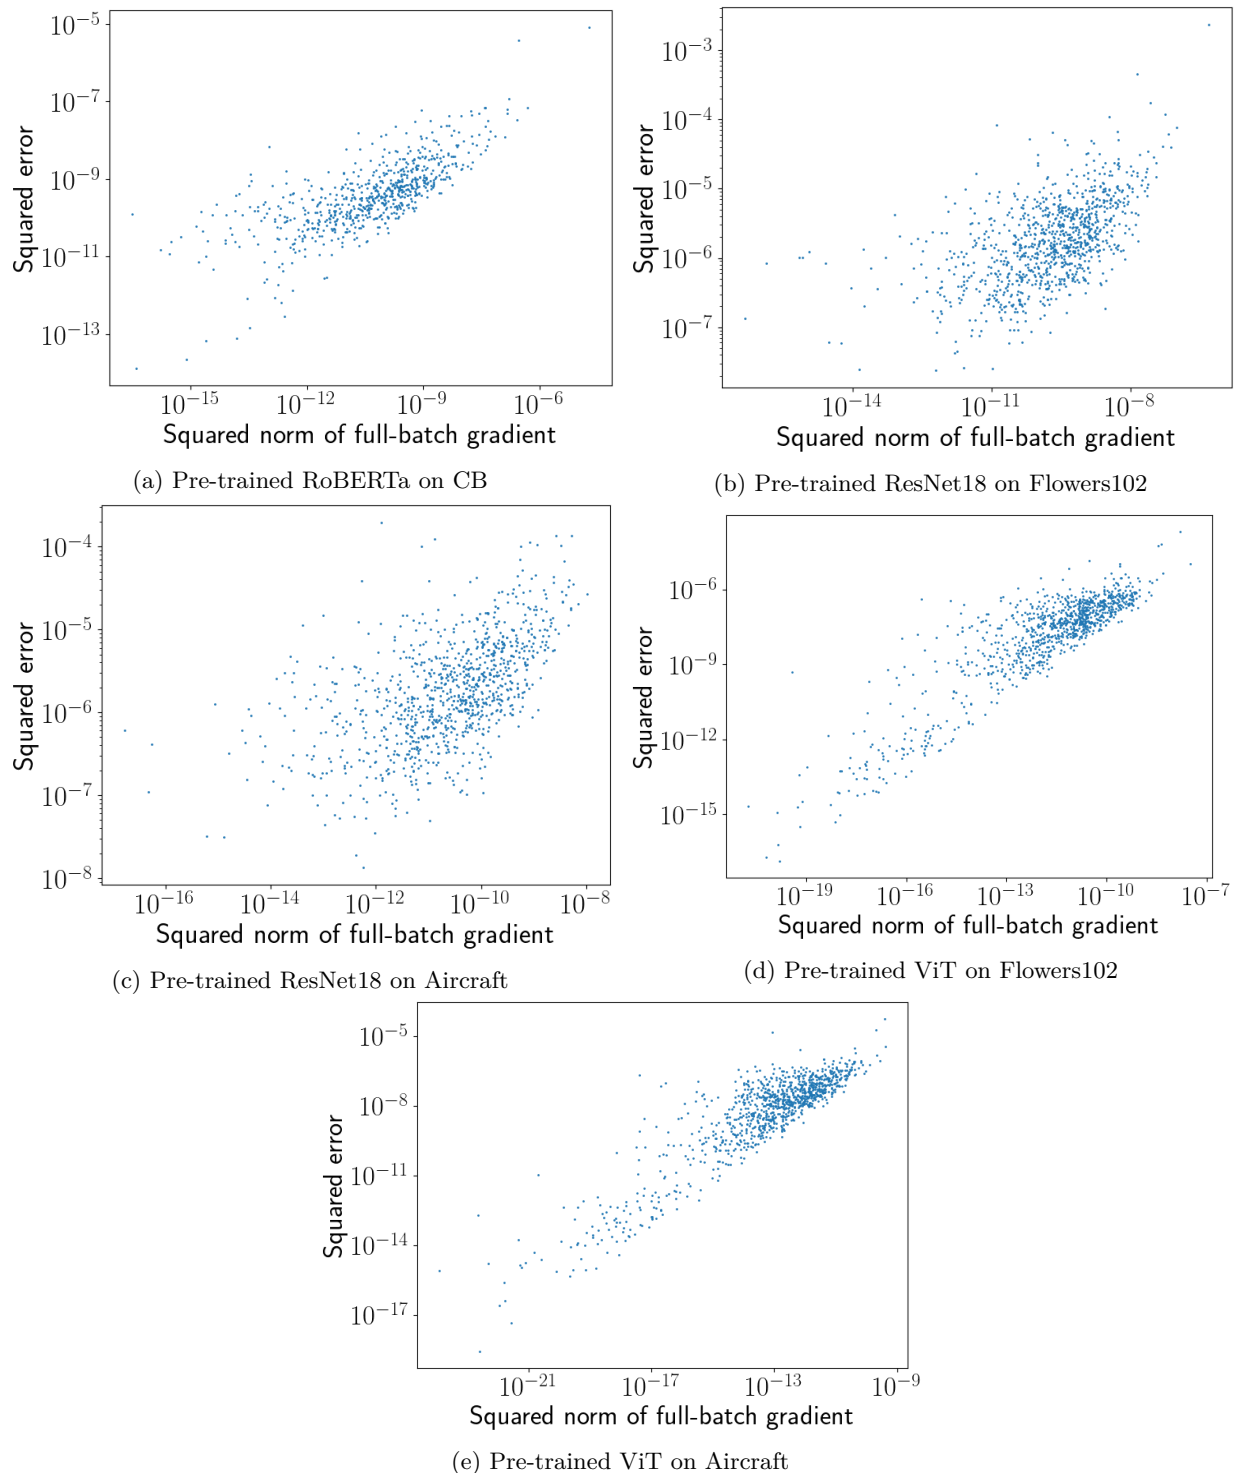 10^{-5}
10^{-7}
10^{-9}
10^{-11}
10^{-13}
Squared error
10^{-15} 10^{-12} 10^{-9} 10^{-6}
Squared norm of full-batch gradient
(a) Pre-trained RoBERTa on CB
10^{-3}
10^{-4}
10^{-5}
10^{-6}
10^{-7}
Squared error
10^{-14} 10^{-11} 10^{-8}
Squared norm of full-batch gradient
(b) Pre-trained ResNet18 on Flowers102
10^{-4}
10^{-5}
10^{-6}
10^{-7}
10^{-8}
Squared error
10^{-16} 10^{-14} 10^{-12} 10^{-10} 10^{-8}
Squared norm of full-batch gradient
(c) Pre-trained ResNet18 on Aircraft
10^{-6}
10^{-9}
10^{-12}
10^{-15}
Squared error
10^{-19} 10^{-16} 10^{-13} 10^{-10} 10^{-7}
Squared norm of full-batch gradient
(d) Pre-trained ViT on Flowers102
10^{-5}
10^{-8}
10^{-11}
10^{-14}
10^{-17}
Squared error
10^{-21} 10^{-17} 10^{-13} 10^{-9}
Squared norm of full-batch gradient
(e) Pre-trained ViT on Aircraft